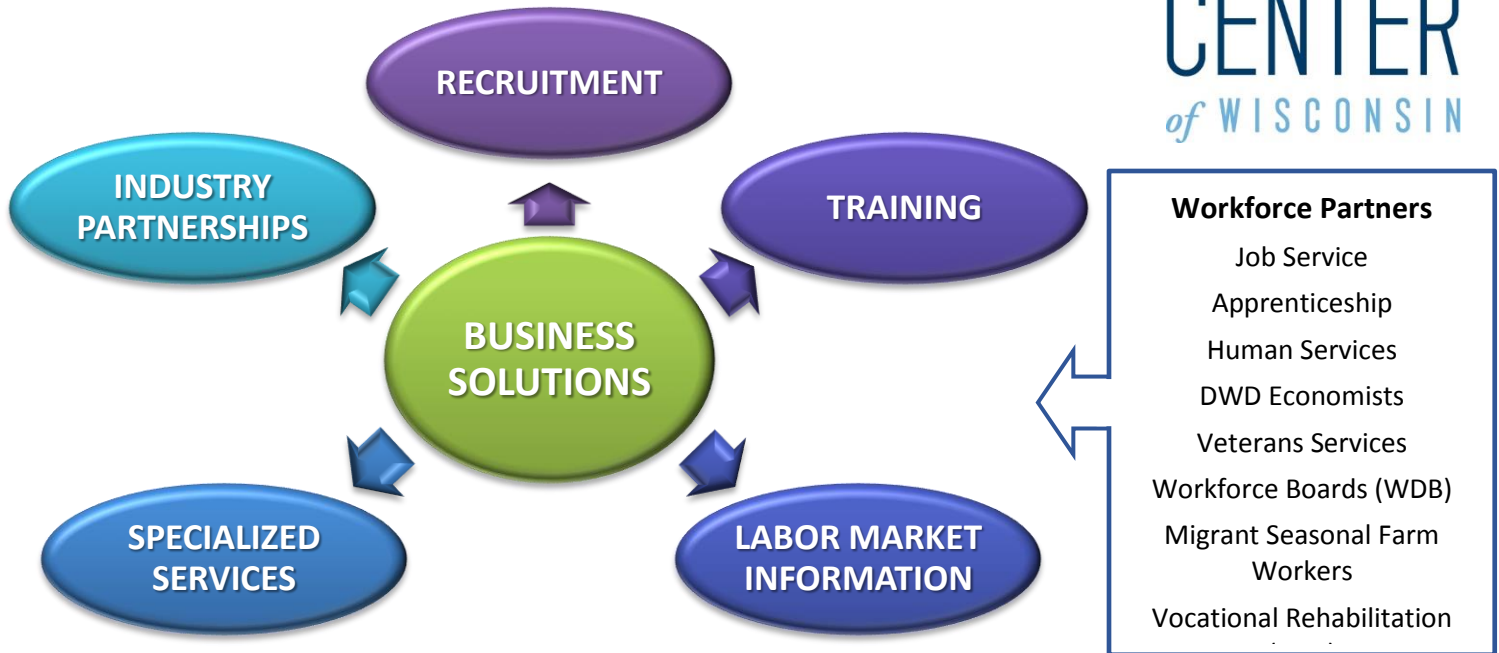 CENTER
of WISCONSIN
RECRUITMENT
INDUSTRY
PARTNERSHIPS
TRAINING
BUSINESS
SOLUTIONS
SPECIALIZED
SERVICES
LABOR MARKET
INFORMATION
Workforce Partners
Job Service
Apprenticeship
Human Services
DWD Economists
Veterans Services
Workforce Boards (WDB)
Migrant Seasonal Farm
Workers
Vocational Rehabilitation